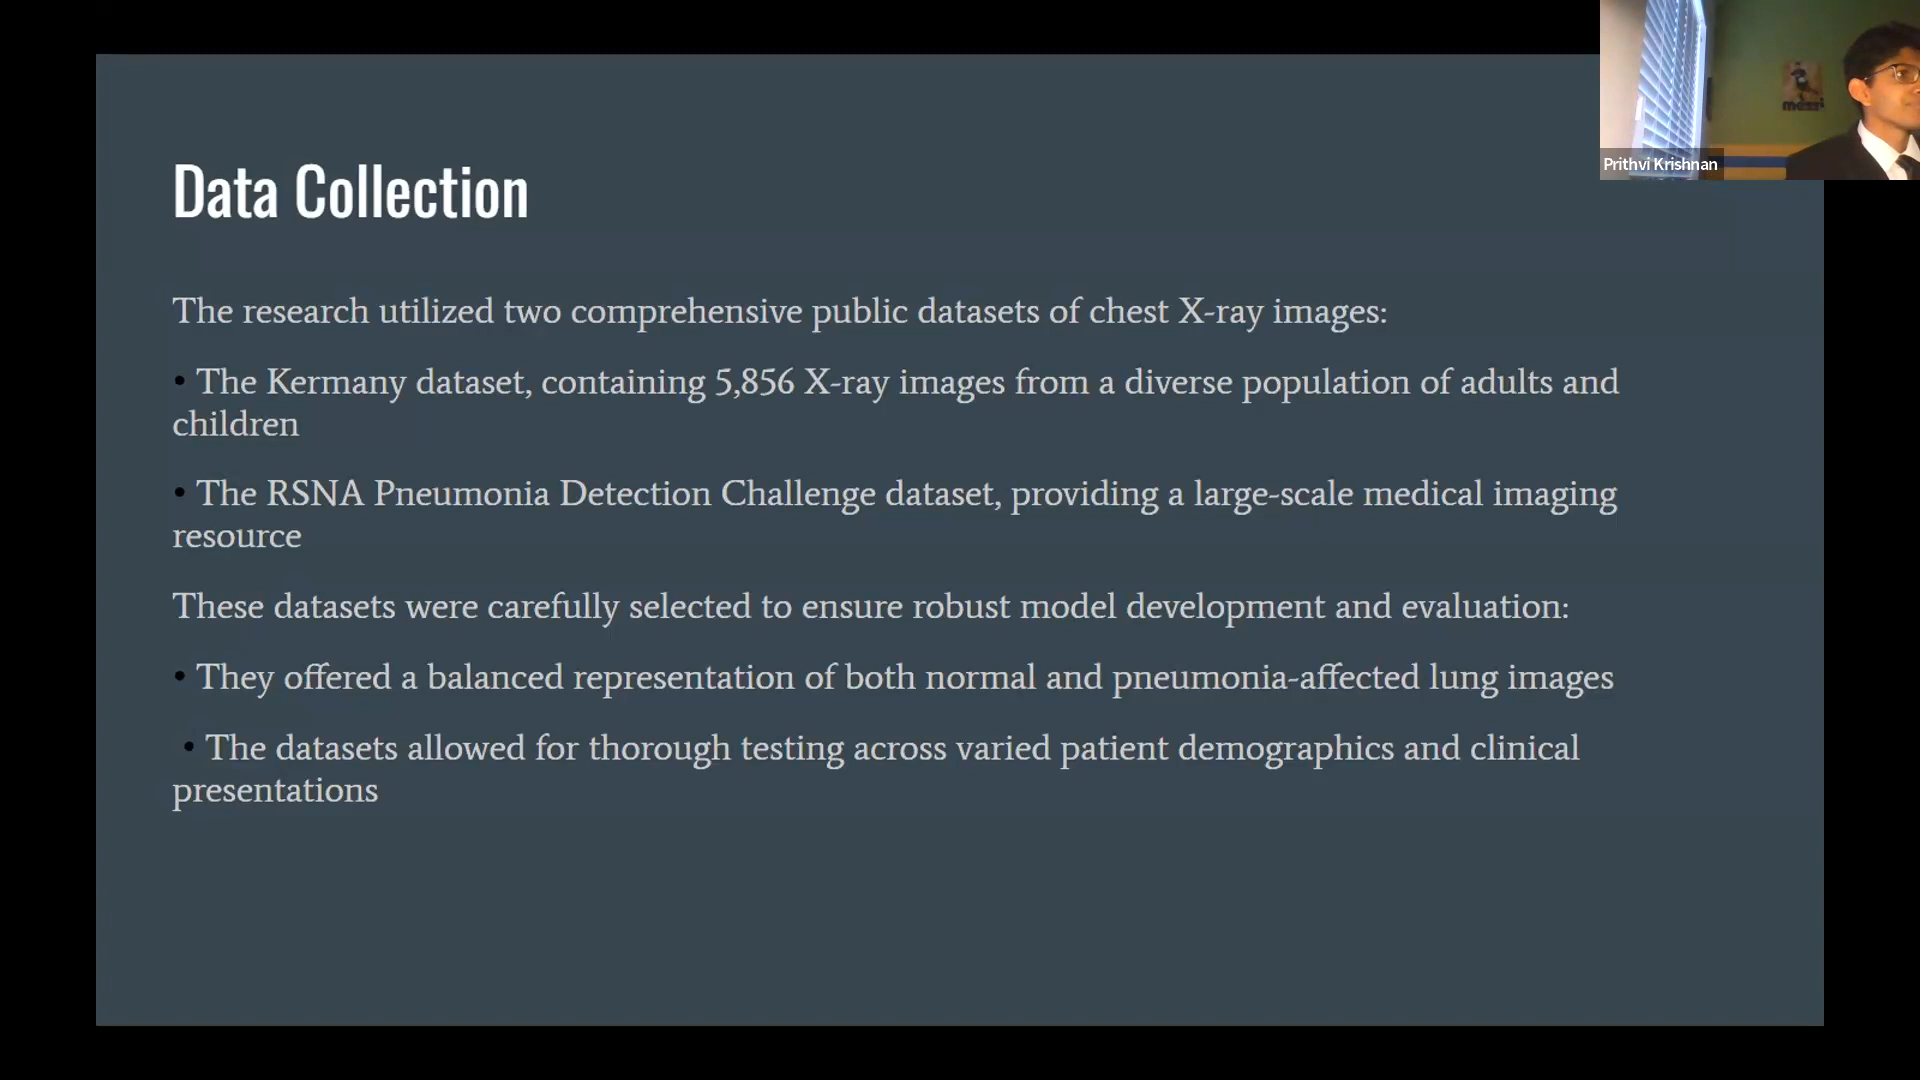 Data Collection
The research utilized two comprehensive public datasets of chest X-ray images:
• The Kermany dataset, containing 5,856 X-ray images from a diverse population of adults and
children
• The RSNA Pneumonia Detection Challenge dataset, providing a large-scale medical imaging
resource
These datasets were carefully selected to ensure robust model development and evaluation:
• They offered a balanced representation of both normal and pneumonia-affected lung images
• The datasets allowed for thorough testing across varied patient demographics and clinical
presentations
messi
Prithvi Krishnan